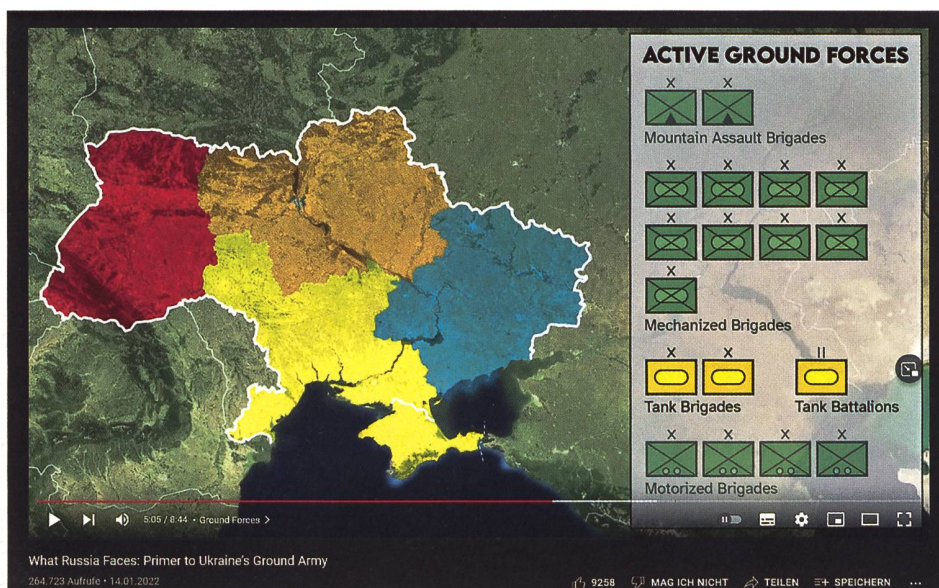 ACTIVE GROUND FORCES
X X
Mountain Assault Brigades
X X X X
X X X X
X
Mechanized Brigades
X X II
Tank Brigades Tank Battalions
X X X X
Motorized Brigades
5:05 / 8:44 • Ground Forces >
What Russia Faces: Primer to Ukraine's Ground Army
264.723 Aufrufe • 14.01.2022
9258 MAG ICH NICHT TEILEN SPEICHERN ...